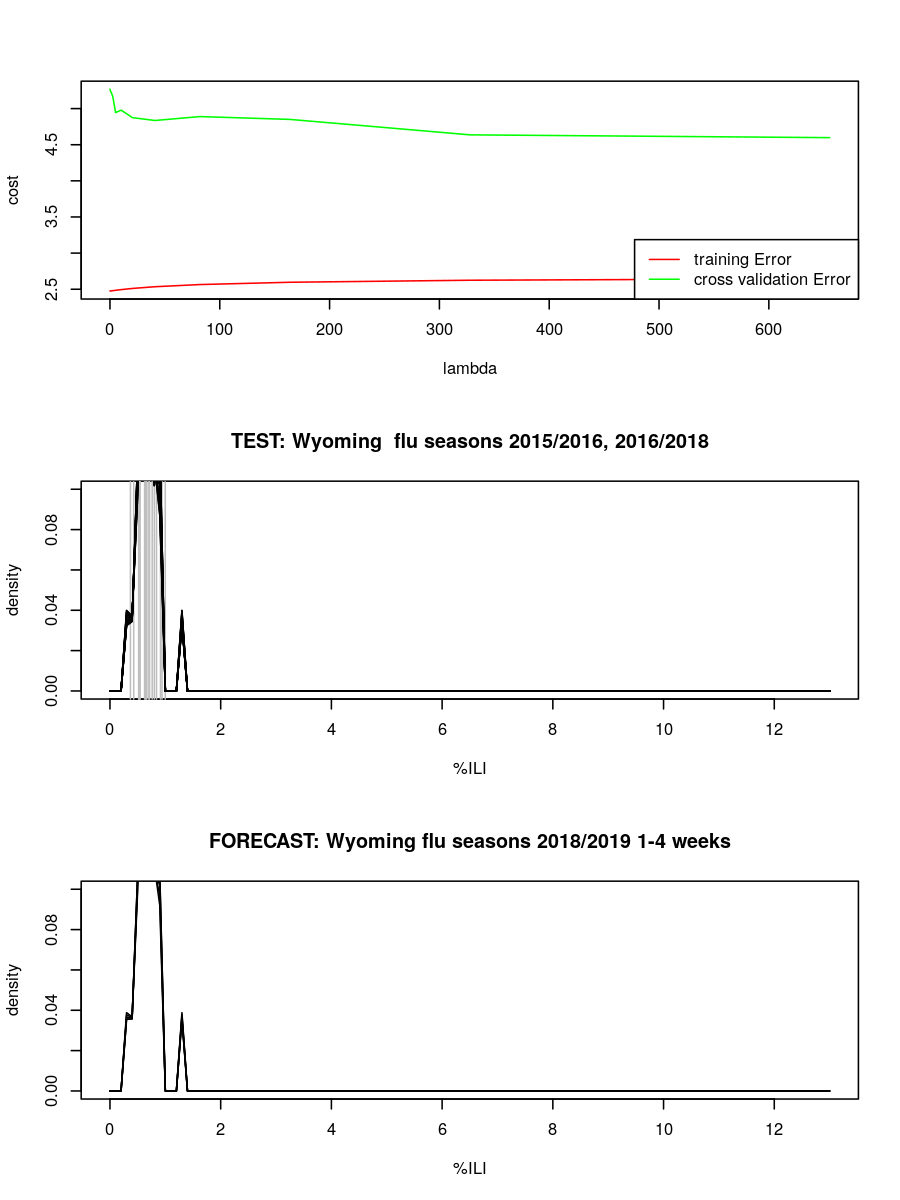 cost
2.5 3.5 4.5
training Error
cross validation Error
0 100 200 300 400 500 600
lambda
TEST: Wyoming  flu seasons 2015/2016, 2016/2018
density
0.00 0.04 0.08
0 2 4 6 8 10 12
%ILI
FORECAST: Wyoming flu seasons 2018/2019 1-4 weeks
density
0.00 0.04 0.08
0 2 4 6 8 10 12
%ILI